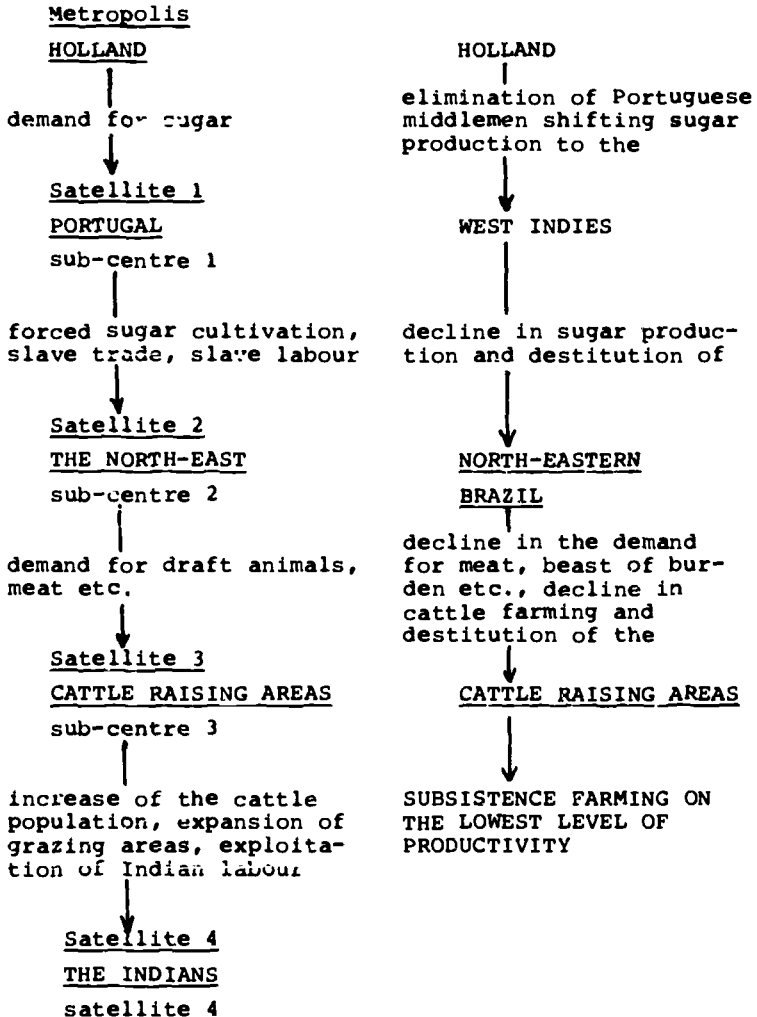 Metropolis
HOLLAND
demand for sugar
Satellite 1
PORTUGAL
sub-centre 1
forced sugar cultivation,
slave trade, slave labour
Satellite 2
THE NORTH-EAST
sub-centre 2
demand for draft animals,
meat etc.
Satellite 3
CATTLE RAISING AREAS
sub-centre 3
increase of the cattle
population, expansion of
grazing areas, exploita-
tion of Indian labour
Satellite 4
THE INDIANS
satellite 4
HOLLAND
elimination of Portuguese
middlemen shifting sugar
production to the
WEST INDIES
decline in sugar produc-
tion and destitution of
NORTH-EASTERN
BRAZIL
decline in the demand
for meat, beast of bur-
den etc., decline in
cattle farming and
destitution of the
CATTLE RAISING AREAS
SUBSISTENCE FARMING ON
THE LOWEST LEVEL OF
PRODUCTIVITY